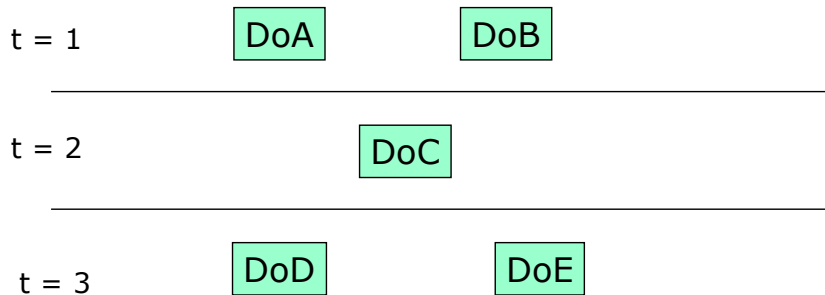 t = 1 DoA DoB
t = 2 DoC
t = 3 DoD DoE